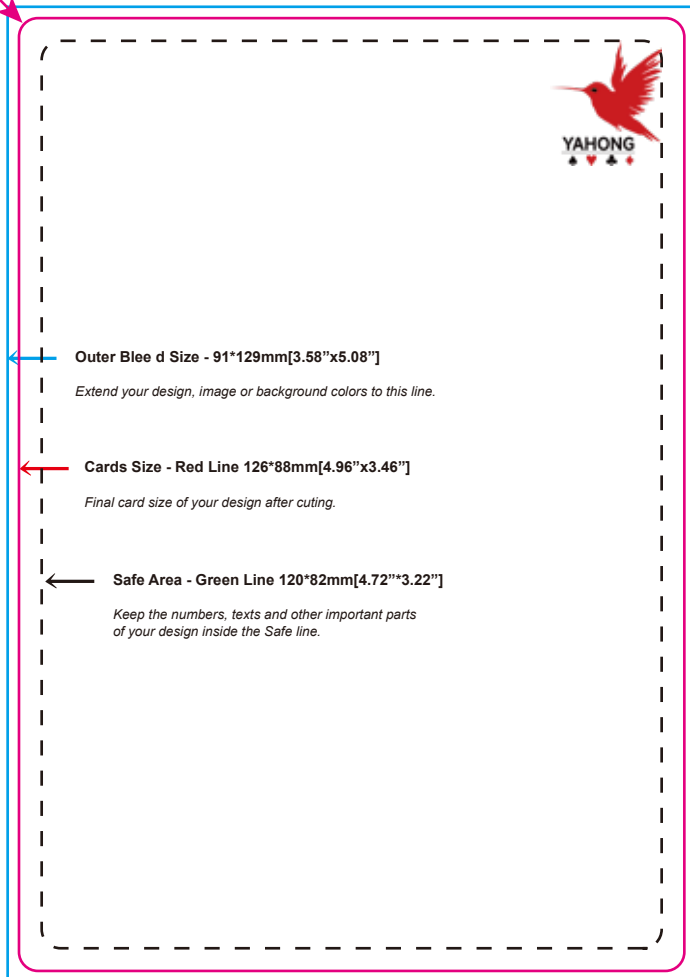 YAHONG
Outer Blee d Size - 91*129mm[3.58”x5.08”]
Extend your design, image or background colors to this line.
Cards Size - Red Line 126*88mm[4.96”x3.46”]
Final card size of your design after cuting.
Safe Area - Green Line 120*82mm[4.72”*3.22”]
Keep the numbers, texts and other important parts
of your design inside the Safe line.